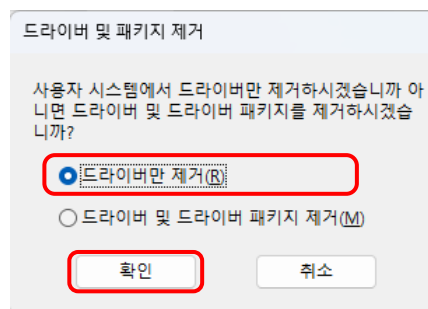 드라이버 및 패키지 제거
사용자 시스템에서 드라이버만 제거하시겠습니까 아
니면 드라이버 및 드라이버 패키지를 제거하시겠습
니까?
드라이버만 제거(R)
드라이버 및 드라이버 패키지 제거(M)
확인 취소